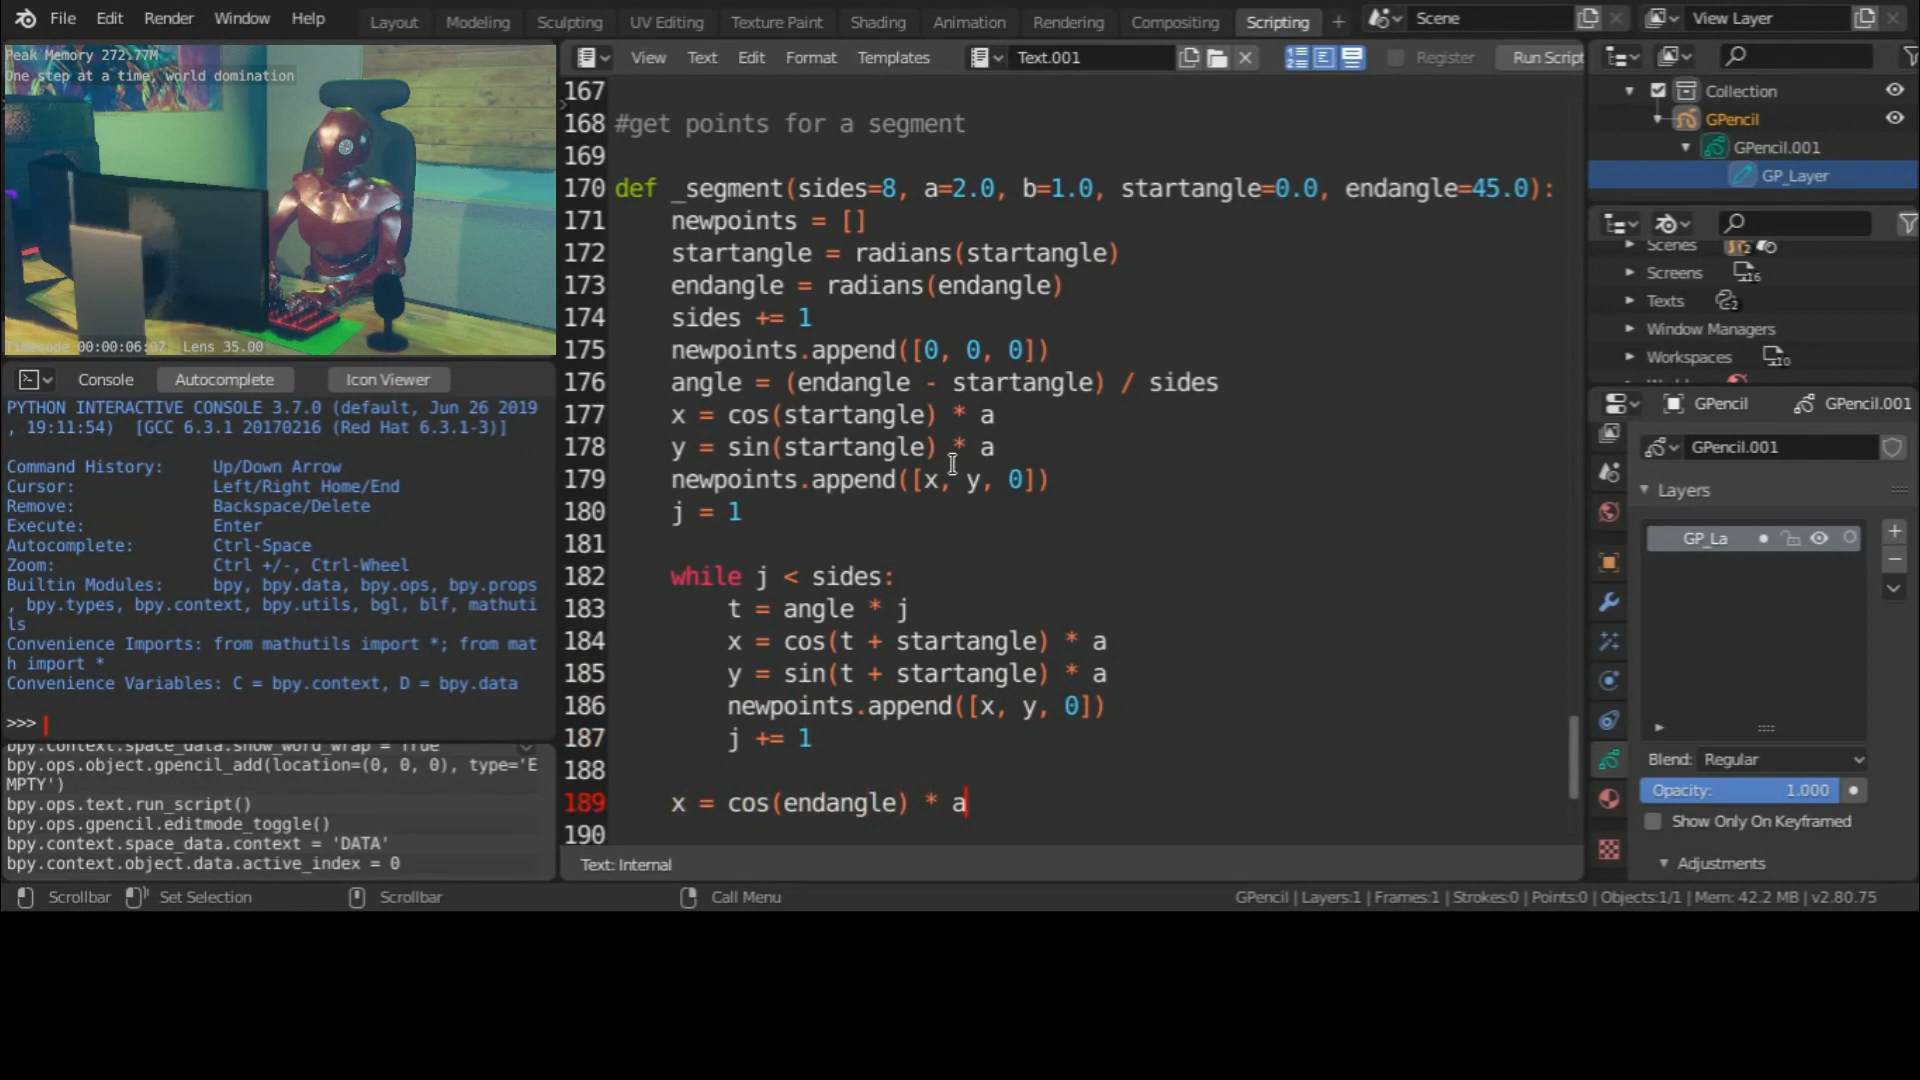 File Edit Render Window Help Layout Modeling Sculpting UV Editing Texture Paint Shading Animation Rendering Compositing Scripting + Scene View Layer
Peak Memory 272.77M
One step at a time, world domination
Timecode 00:00:06:02 Lens 35.00
Console Autocomplete Icon Viewer
PYTHON INTERACTIVE CONSOLE 3.7.0 (default, Jun 26 2019
, 19:11:54) [GCC 6.3.1 20170216 (Red Hat 6.3.1-3)]
Command History: Up/Down Arrow
Cursor: Left/Right Home/End
Remove: Backspace/Delete
Execute: Enter
Autocomplete: Ctrl-Space
Zoom: Ctrl +/-, Ctrl-Wheel
Builtin Modules: bpy, bpy.data, bpy.ops, bpy.props
, bpy.types, bpy.context, bpy.utils, bgl, blf, mathuti
ls
Convenience Imports: from mathutils import *; from mat
h import *
Convenience Variables: C = bpy.context, D = bpy.data
>>>
bpy.context.space_data.show_word_wrap = True
bpy.ops.object.gpencil_add(location=(0, 0, 0), type='E
MPTY')
bpy.ops.text.run_script()
bpy.ops.gpencil.editmode_toggle()
bpy.context.space_data.context = 'DATA'
bpy.context.object.data.active_index = 0
View Text Edit Format Templates Text.001 Register Run Script
167
168 #get points for a segment
169
170 def _segment(sides=8, a=2.0, b=1.0, startangle=0.0, endangle=45.0):
171 newpoints = []
172 startangle = radians(startangle)
173 endangle = radians(endangle)
174 sides += 1
175 newpoints.append([0, 0, 0])
176 angle = (endangle - startangle) / sides
177 x = cos(startangle) * a
178 y = sin(startangle) * a
179 newpoints.append([x, y, 0])
180 j = 1
181
182 while j < sides:
183 t = angle * j
184 x = cos(t + startangle) * a
185 y = sin(t + startangle) * a
186 newpoints.append([x, y, 0])
187 j += 1
188
189 x = cos(endangle) * a
190
Text: Internal
Collection
GPencil
GPencil.001
GP_Layer
Scenes 2
Screens 16
Texts 2
Window Managers
Workspaces 10
GPencil GPencil.001
GPencil.001
Layers
GP_La
Blend: Regular
Opacity: 1.000
Show Only On Keyframed
Adjustments
Scrollbar Set Selection Scrollbar Call Menu GPencil | Layers:1 | Frames:1 | Strokes:0 | Points:0 | Objects:1/1 | Mem: 42.2 MB | v2.80.75